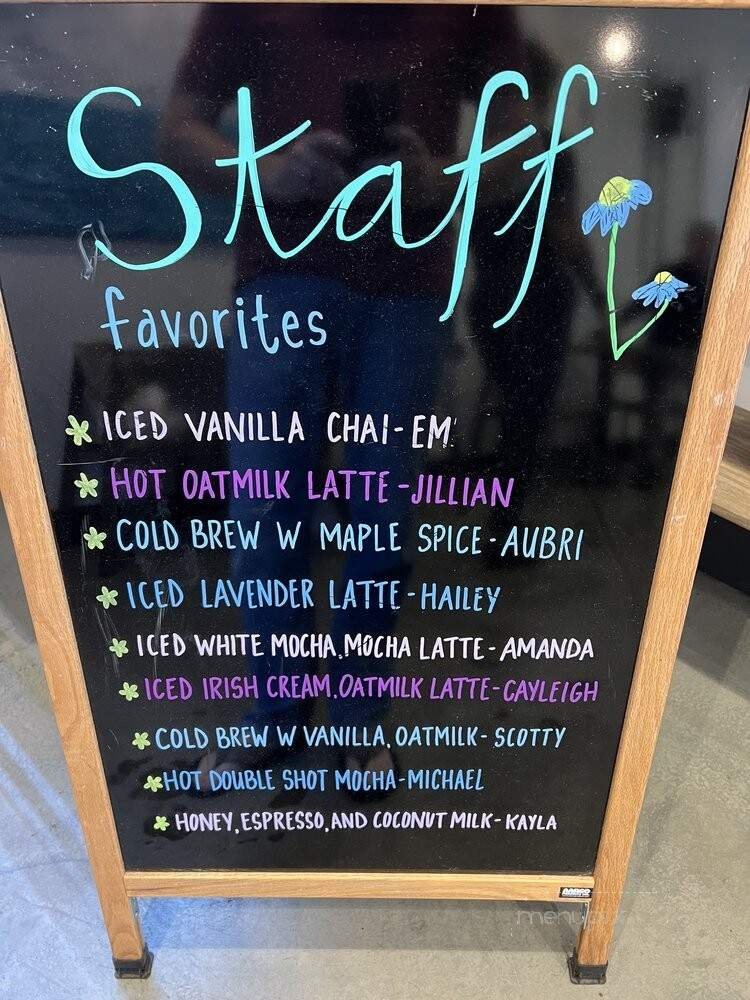 Staff
favorites
ICED VANILLA CHAI-EM
HOT OATMILK LATTE-JILLIAN
COLD BREW W MAPLE SPICE-AUBRI
ICED LAVENDER LATTE-HAILEY
ICED WHITE MOCHA, MOCHA LATTE-AMANDA
ICED IRISH CREAM, OATMILK LATTE-CAYLEIGH
COLD BREW W VANILLA, OATMILK-SCOTTY
HOT DOUBLE SHOT MOCHA-MICHAEL
HONEY, ESPRESSO, AND COCONUT MILK-KAYLA
AARCO